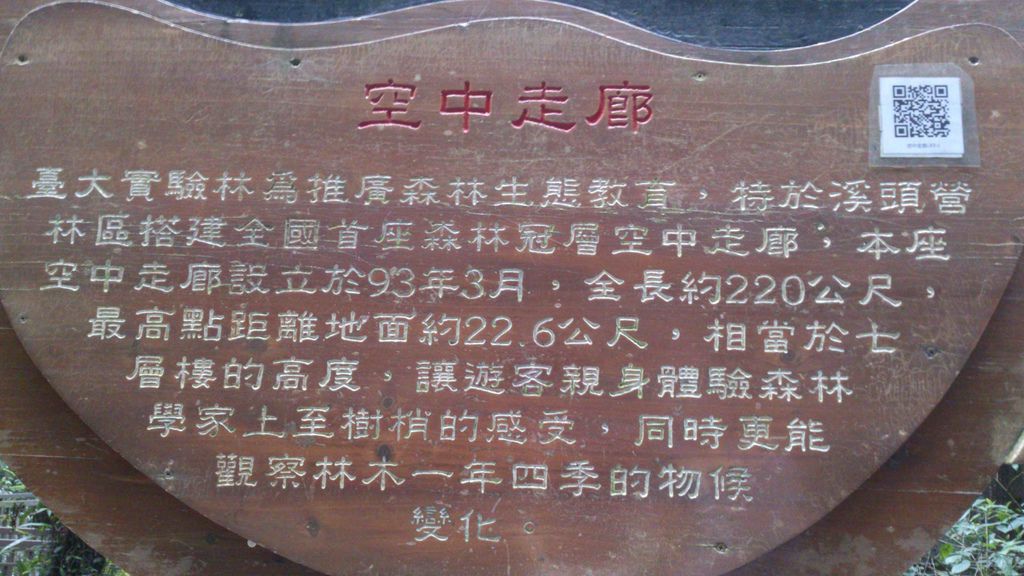 空中走廊
臺大實驗林為推廣森林生態教育，特於溪頭營
林區搭建全國首座森林冠層空中走廊，本座
空中走廊設立於93年3月，全長約220公尺，
最高點距離地面約22.6公尺，相當於七
層樓的高度，讓遊客親身體驗森林
學家上至樹梢的感受，同時更能
觀察林木一年四季的物候
變化。